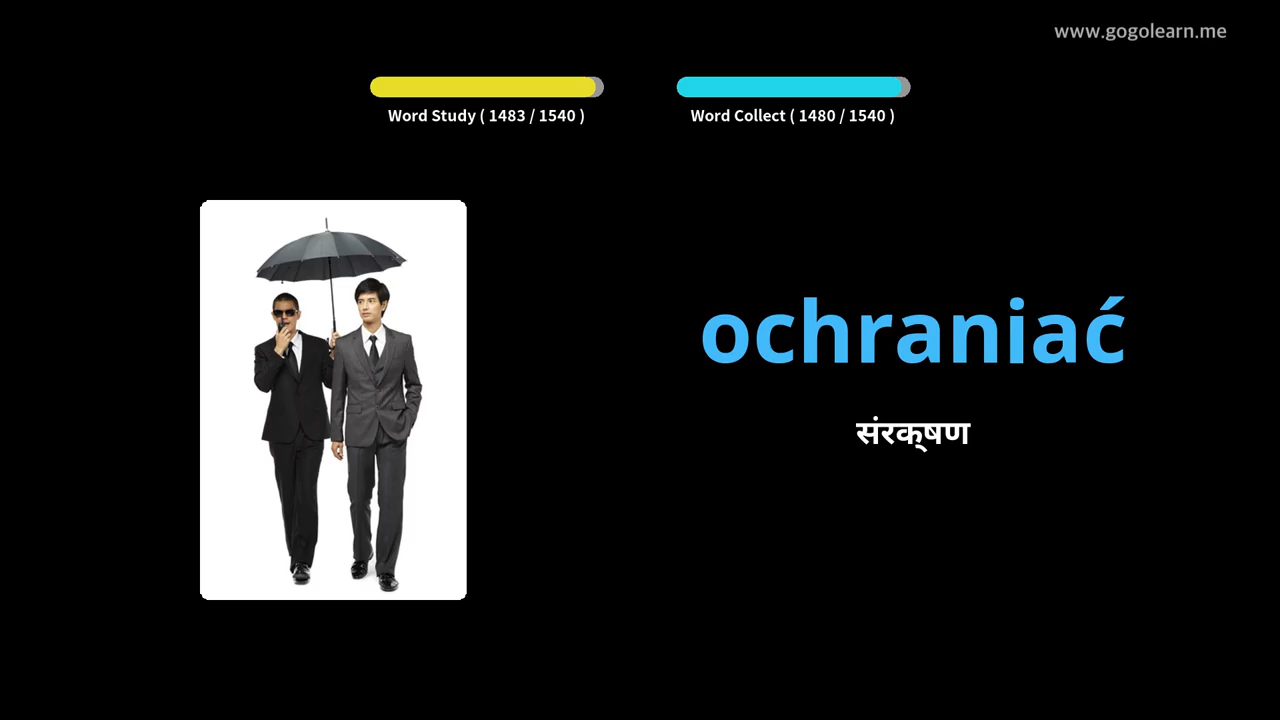 www.gogolearn.me
Word Study ( 1483 / 1540 )
Word Collect ( 1480 / 1540 )
ochraniać
संरक्षण